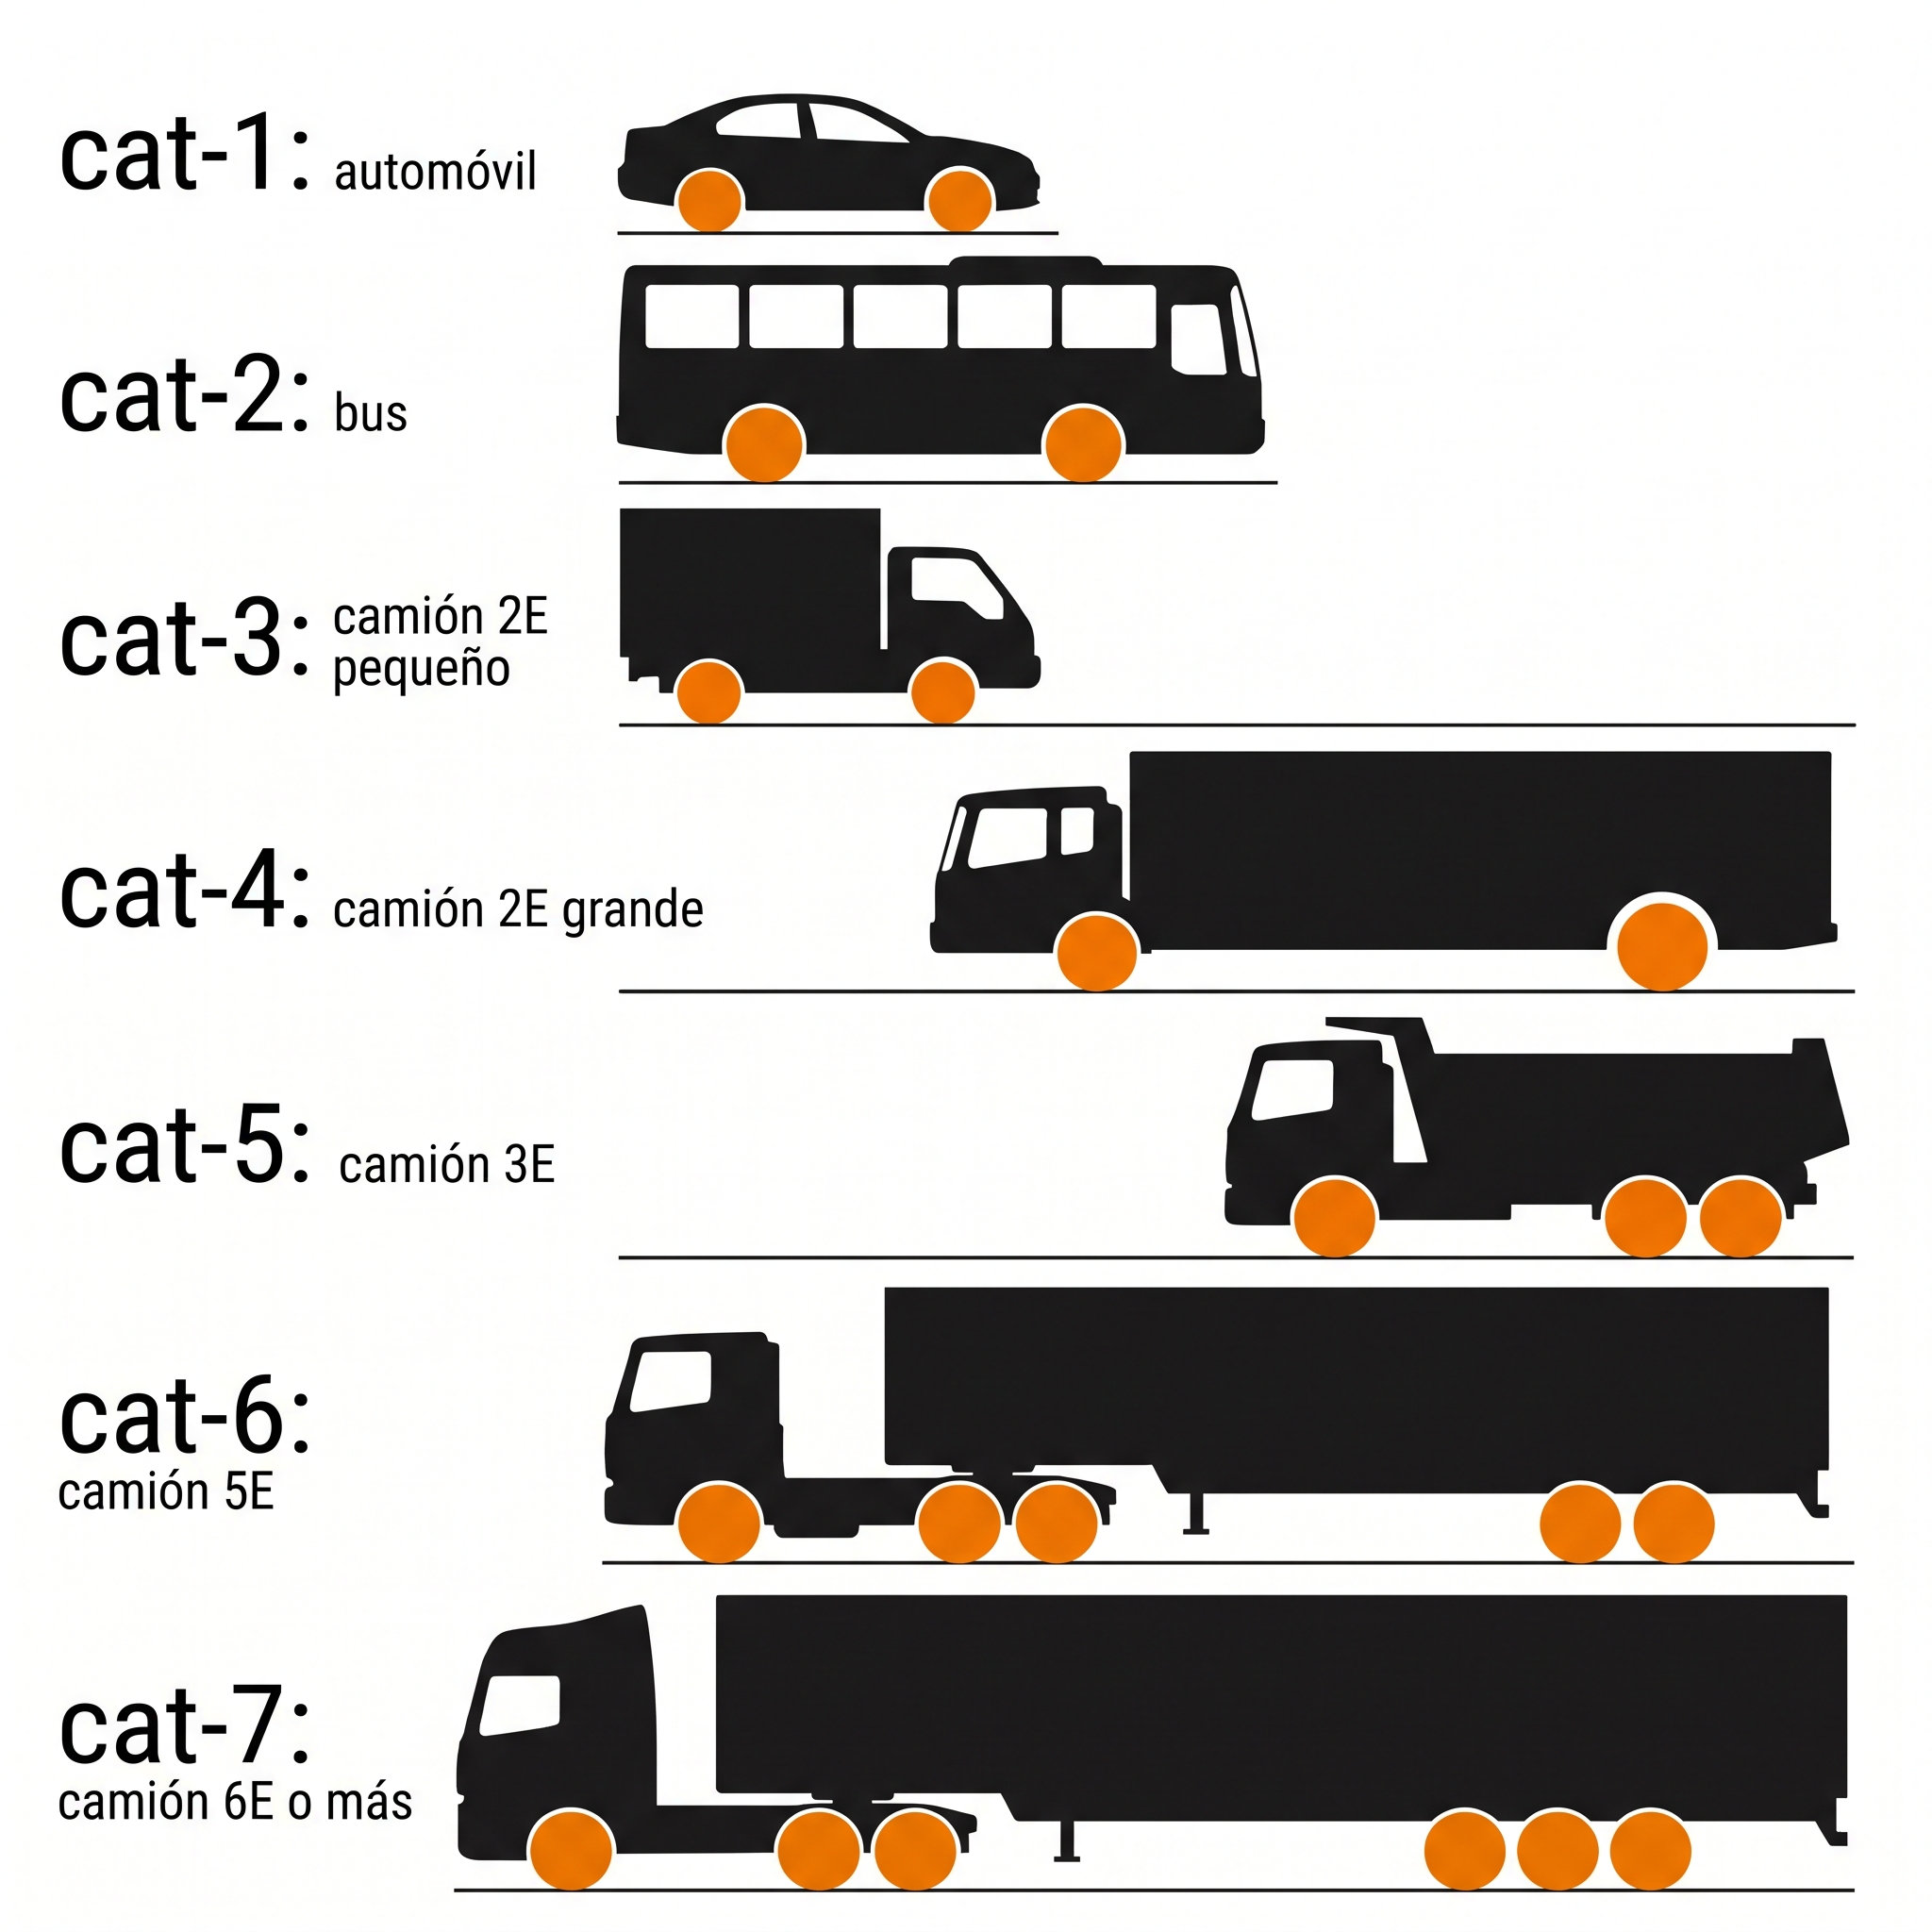 cat-1: automóvil
cat-2: bus
cat-3: camión 2E
pequeño
cat-4: camión 2E grande
cat-5: camión 3E
cat-6:
camión 5E
cat-7:
camión 6E o más